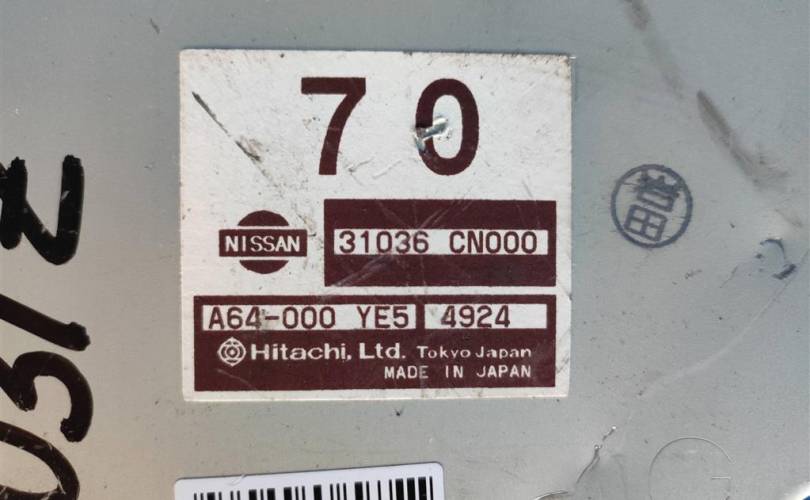 70
NISSAN
31036 CN000
A64-000 YE5 4924
Hitachi, Ltd. Tokyo Japan
MADE IN JAPAN